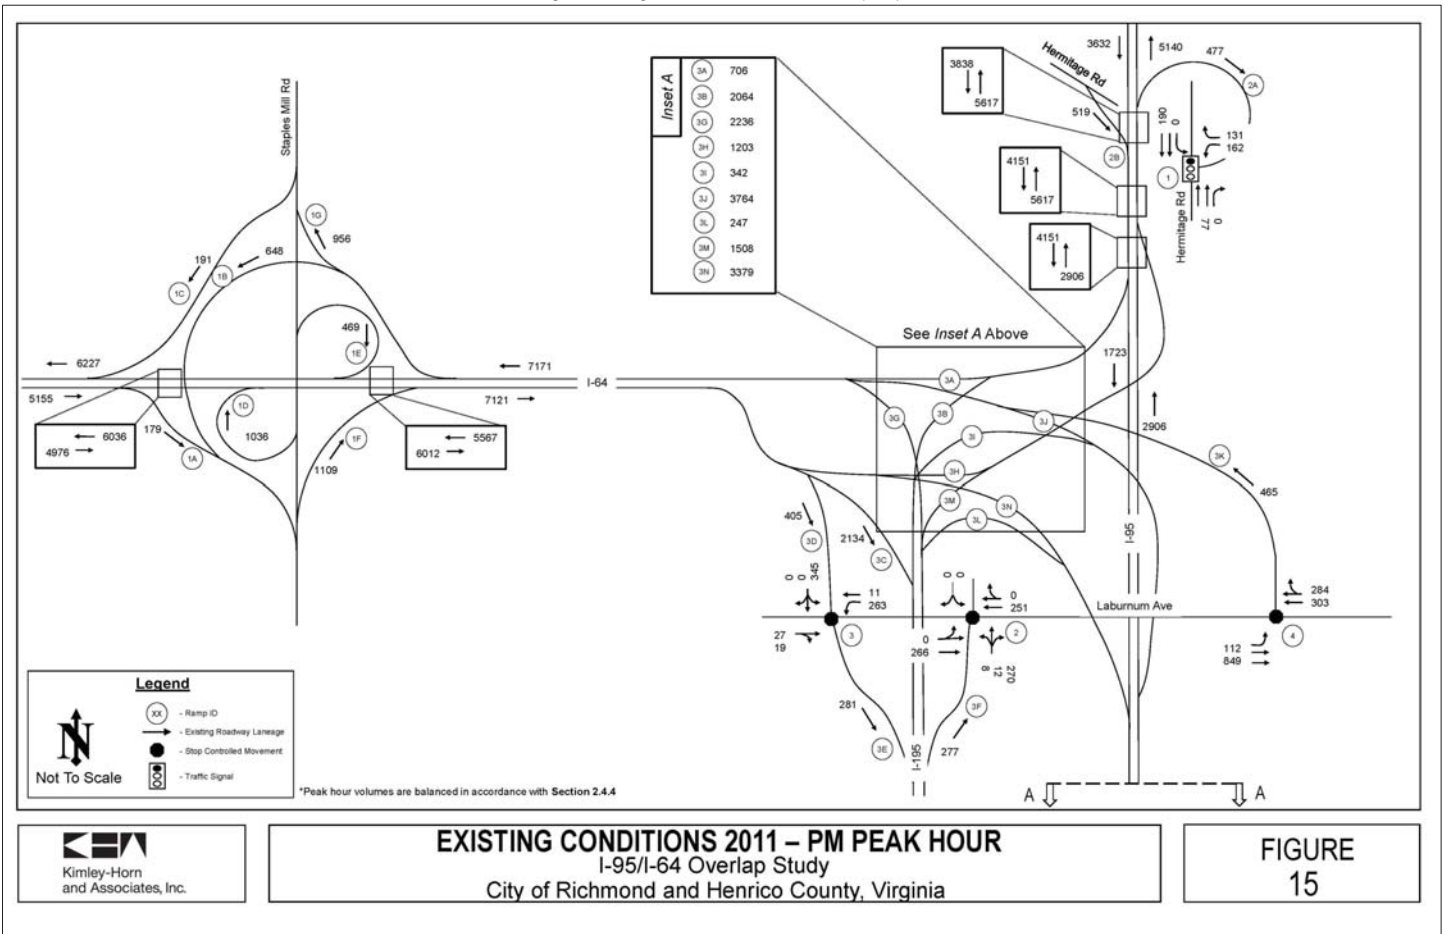 3632
5140
477
Hermitage Rd
2A
3838
5617
519
2B
190
0
131
162
1
77
0
Hermitage Rd
4151
5617
4151
2906
Inset A
3A 706
3B 2064
3G 2236
3H 1203
3I 342
3J 3764
3L 247
3M 1508
3N 3379
Staples Mill Rd
1G
956
648
191
1B
1C
469
1E
6227
7171
I-64
5155
7121
1D
1036
179
1A
1F
1109
6036
4976
5567
6012
See Inset A Above
1723
3A
3G
3B
3J
3I
3H
3M
3N
3L
2906
3K
465
I-95
405
3D
2134
3C
0
0
345
11
263
27
19
3
0
0
0
251
0
266
2
8
12
270
Laburnum Ave
284
303
112
849
4
281
3E
I-195
277
3F
A
A
Legend
XX - Ramp ID
- Existing Roadway Laneage
- Stop Controlled Movement
- Traffic Signal
N
Not To Scale
*Peak hour volumes are balanced in accordance with Section 2.4.4
Kimley-Horn
and Associates, Inc.
EXISTING CONDITIONS 2011 – PM PEAK HOUR
I-95/I-64 Overlap Study
City of Richmond and Henrico County, Virginia
FIGURE
15